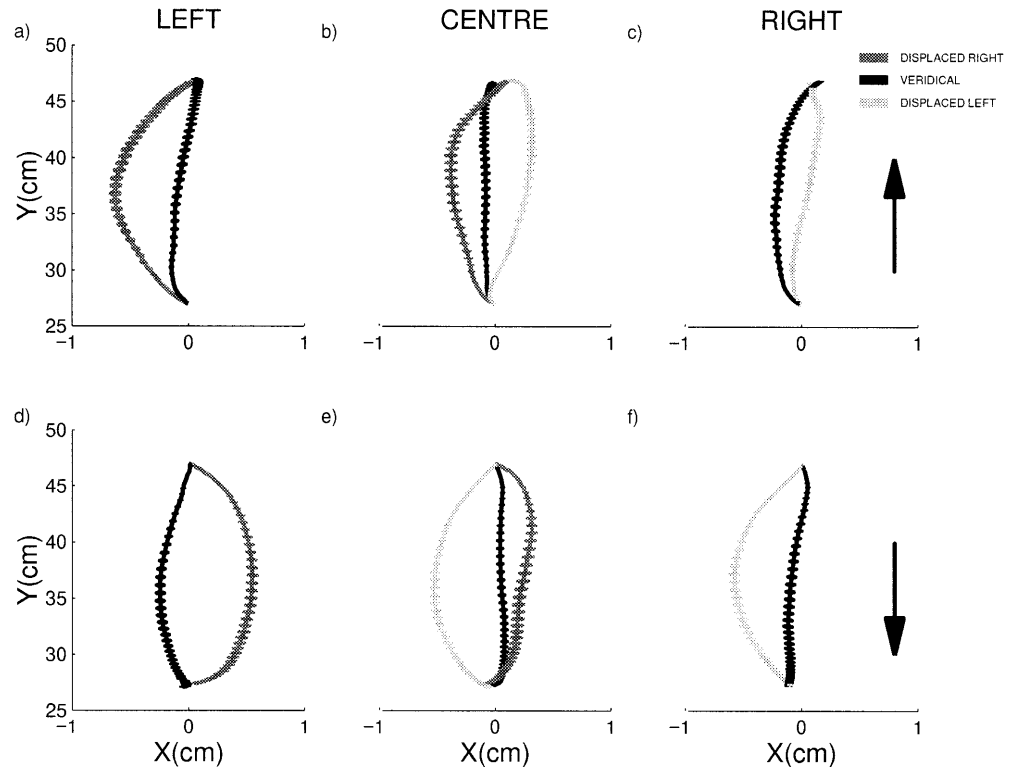 LEFT CENTRE RIGHT
a) b) c)
DISPLACED RIGHT
VERIDICAL
DISPLACED LEFT
50
45
40
35
30
25
Y(cm)
−1 0 1 −1 0 1 −1 0 1
d) e) f)
50
45
40
35
30
25
Y(cm)
−1 0 1 −1 0 1 −1 0 1
X(cm) X(cm) X(cm)